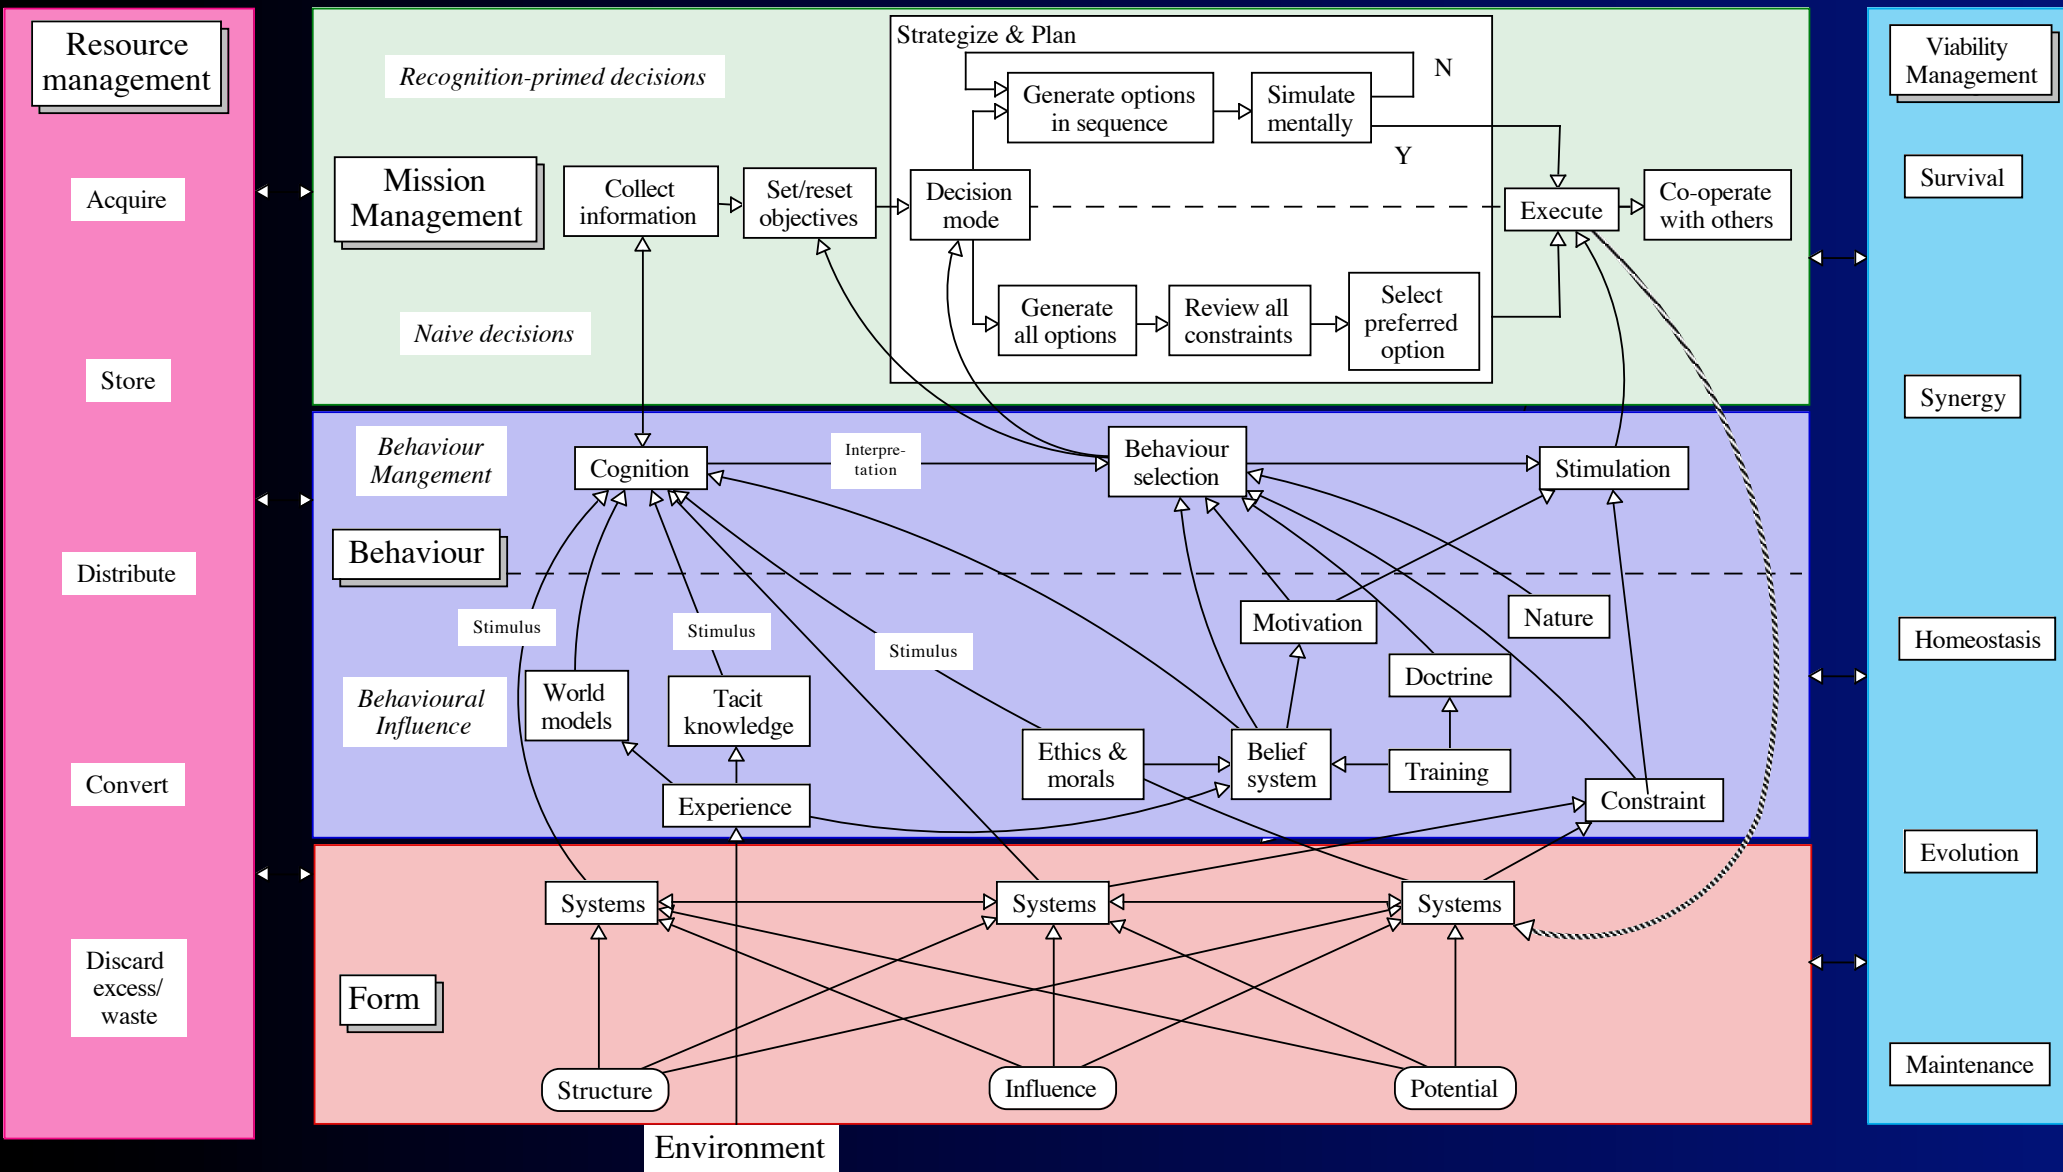 Resource
management
Acquire
Store
Distribute
Convert
Discard
excess/
waste
Recognition-primed decisions
Mission
Management
Naive decisions
Collect
information
Set/reset
objectives
Strategize & Plan
Decision
mode
Generate options
in sequence
Simulate
mentally
N
Y
Generate
all options
Review all
constraints
Select
preferred
option
Execute
Co-operate
with others
Behaviour
Mangement
Cognition
Interpre-
tation
Behaviour
selection
Stimulation
Behaviour
Stimulus
Stimulus
Stimulus
Motivation
Nature
Behavioural
Influence
World
models
Tacit
knowledge
Doctrine
Ethics &
morals
Belief
system
Training
Experience
Constraint
Systems
Systems
Systems
Form
Structure
Influence
Potential
Environment
Viability
Management
Survival
Synergy
Homeostasis
Evolution
Maintenance